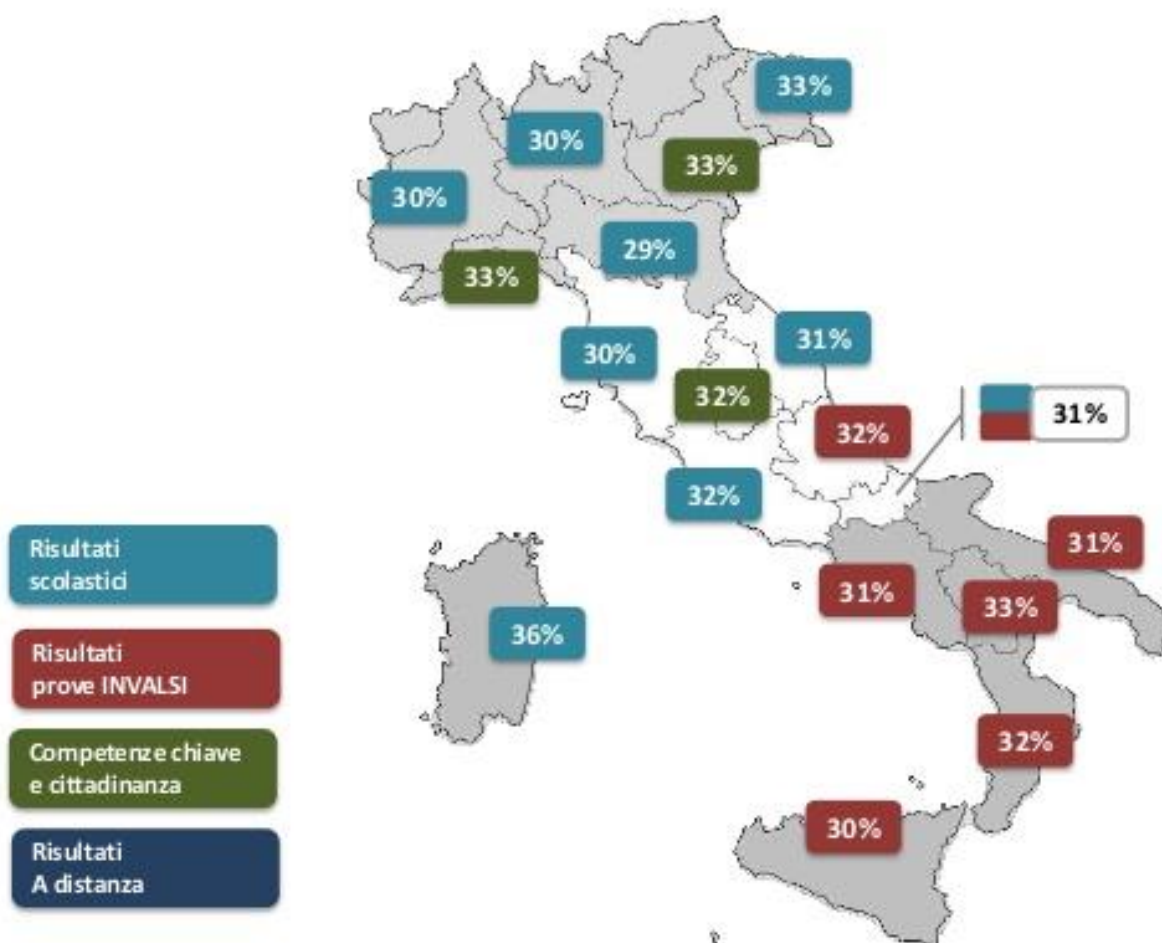 33%
30%
33%
30%
29%
33%
31%
30%
32%
31%
32%
32%
31%
31%
33%
36%
32%
30%
Risultati
scolastici
Risultati
prove INVALSI
Competenze chiave
e cittadinanza
Risultati
A distanza